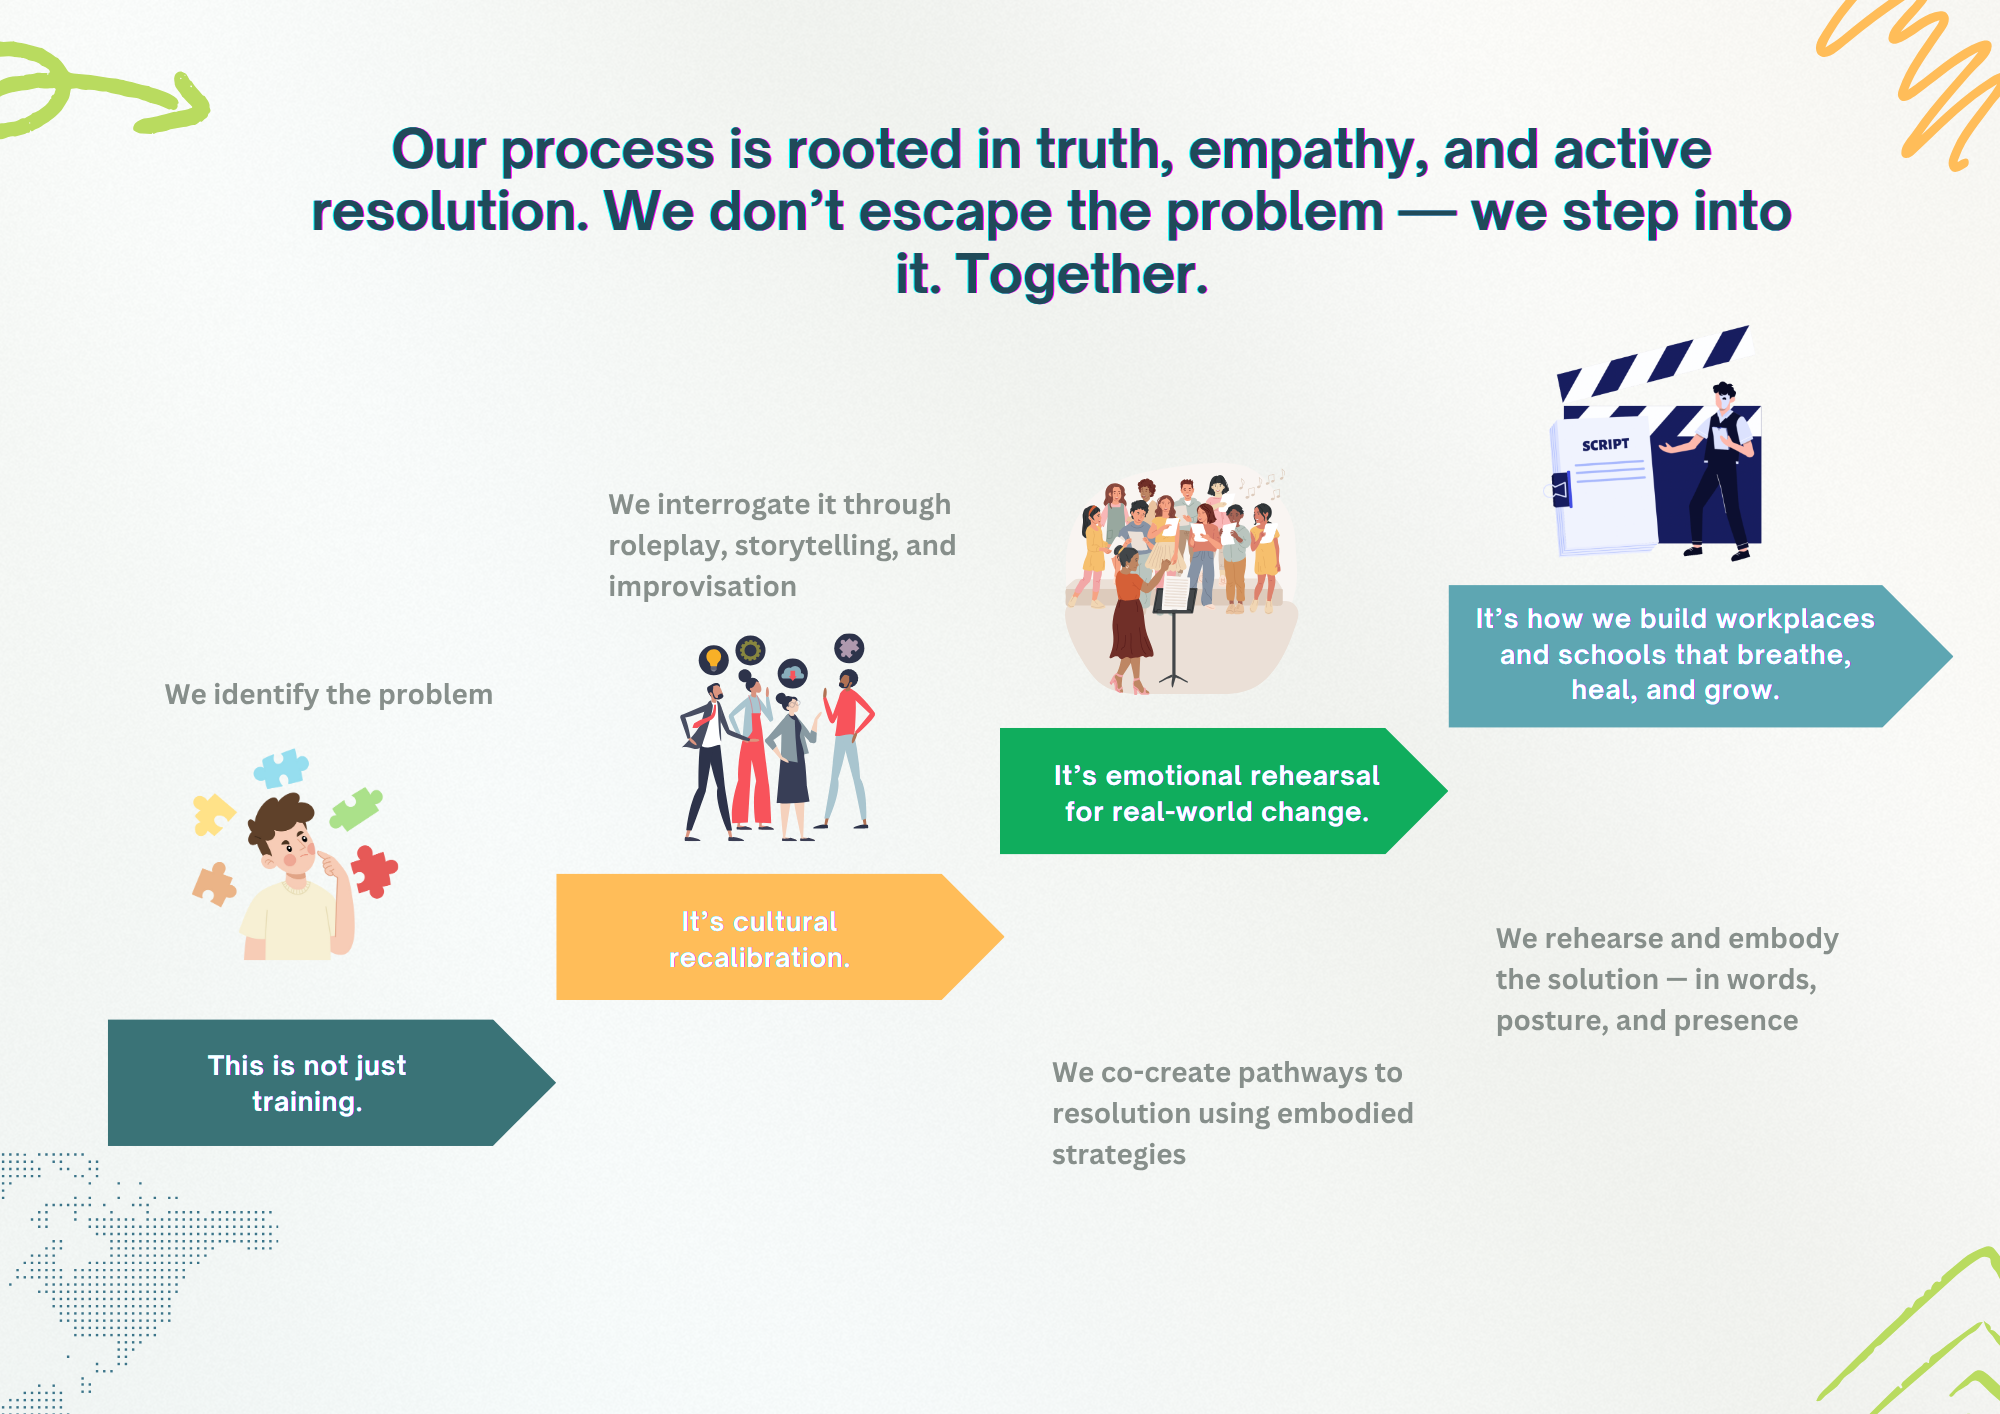 Our process is rooted in truth, empathy, and active
resolution. We don’t escape the problem — we step into
it. Together.
We identify the problem
This is not just
training.
We interrogate it through
roleplay, storytelling, and
improvisation
It’s cultural
recalibration.
It’s emotional rehearsal
for real-world change.
We co-create pathways to
resolution using embodied
strategies
SCRIPT
It’s how we build workplaces
and schools that breathe,
heal, and grow.
We rehearse and embody
the solution — in words,
posture, and presence